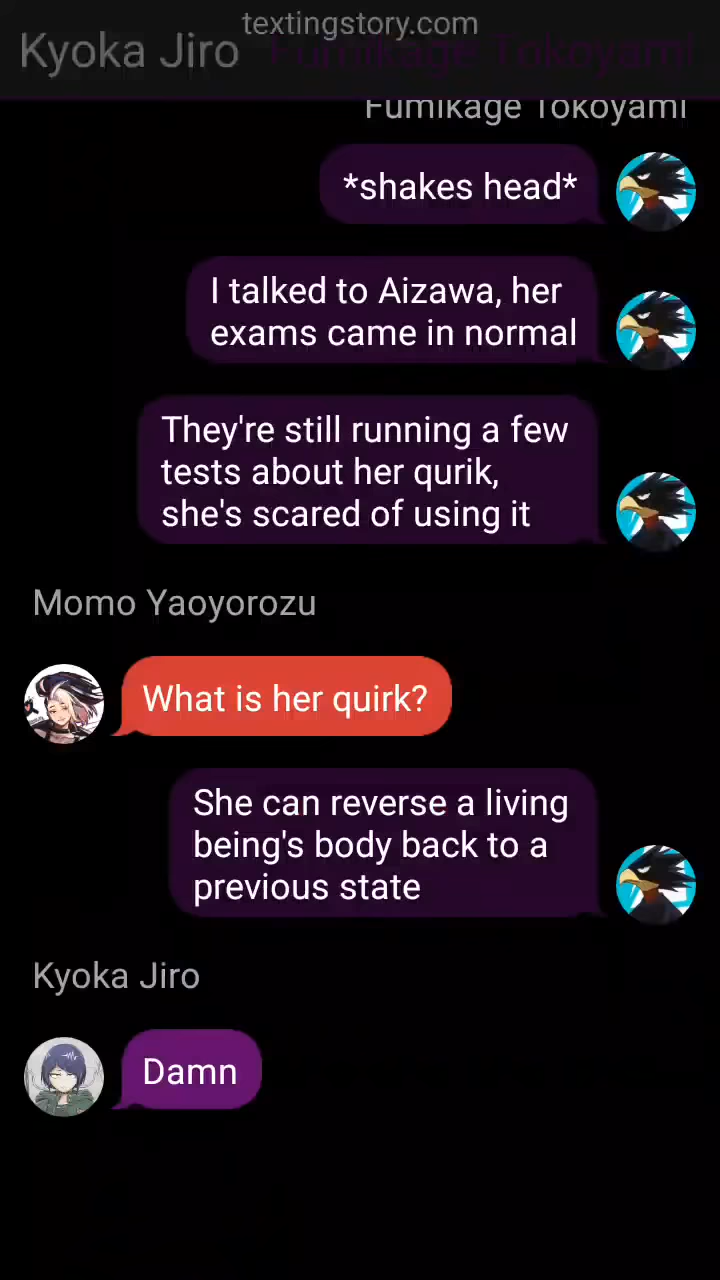 textingstory.com
Kyoka Jiro Fumikage Tokoyami
Fumikage Tokoyami
*shakes head*
I talked to Aizawa, her
exams came in normal
They're still running a few
tests about her qurik,
she's scared of using it
Momo Yaoyorozu
What is her quirk?
She can reverse a living
being's body back to a
previous state
Kyoka Jiro
Damn